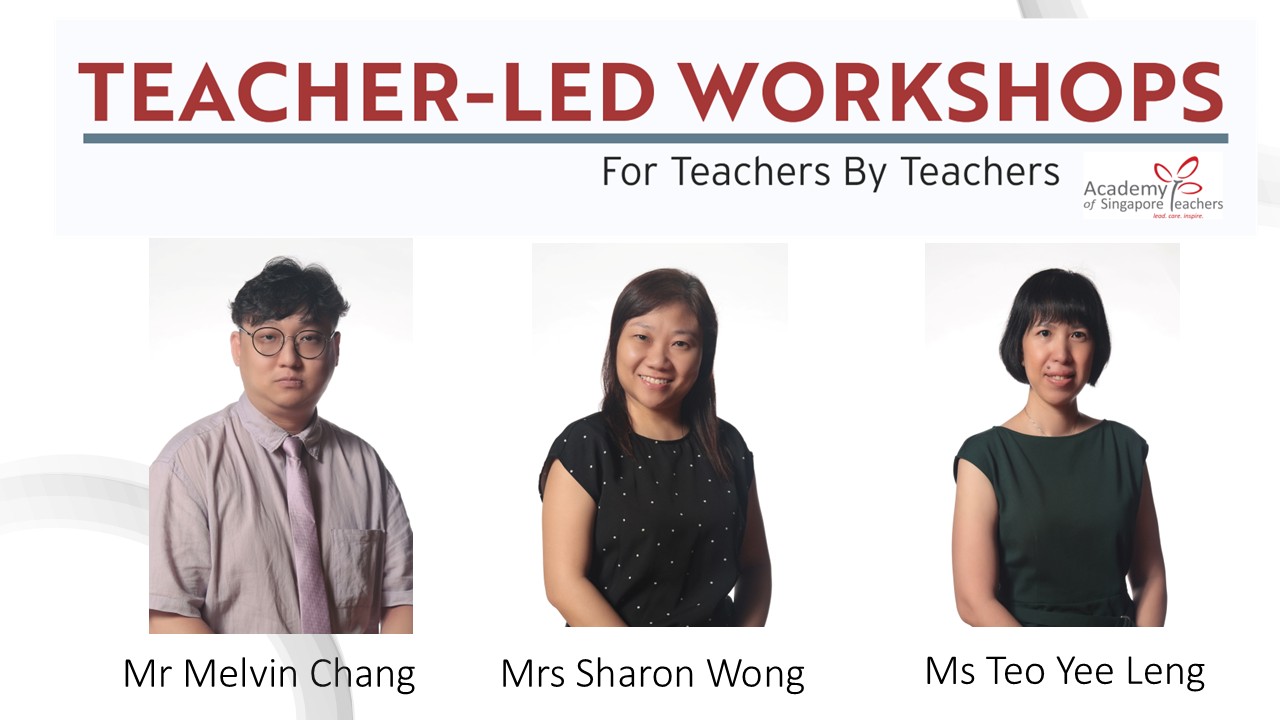 TEACHER-LED WORKSHOPS
For Teachers By Teachers
Academy
of Singapore Teachers
lead. care. inspire.
Mr Melvin Chang
Mrs Sharon Wong
Ms Teo Yee Leng